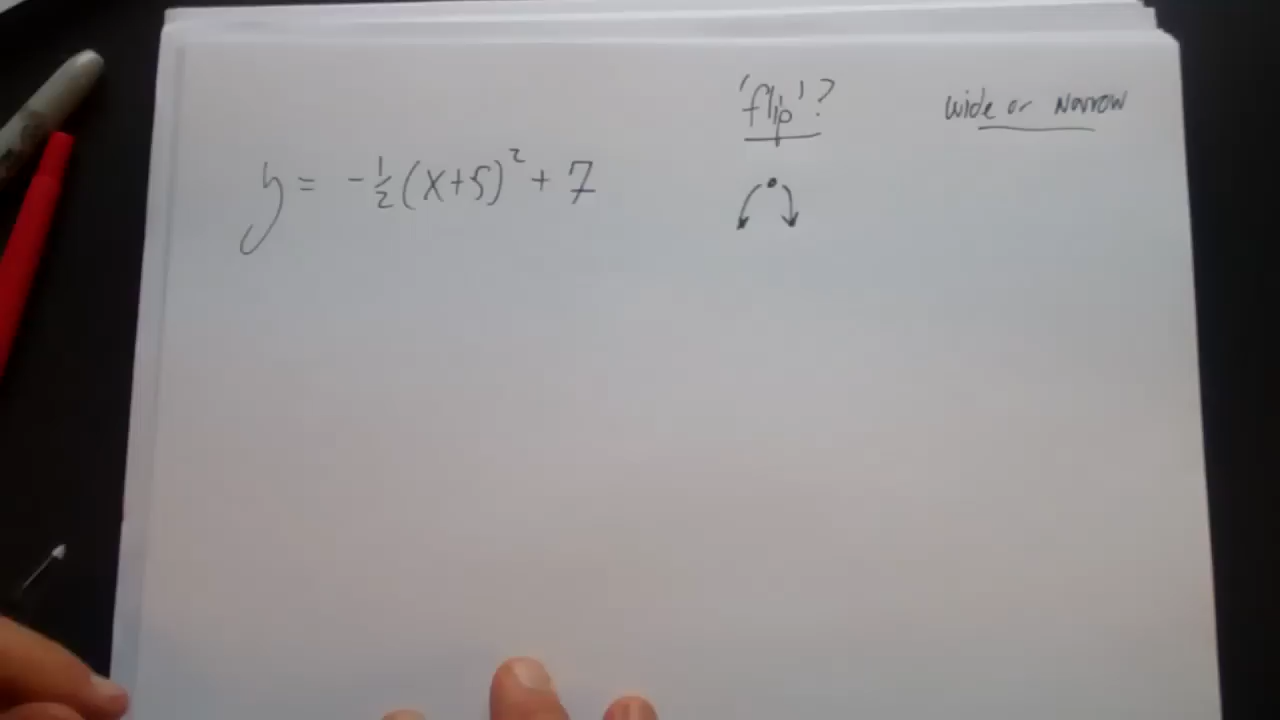 'flip'?
wide or Narrow
y = -1/2(x+5)² + 7